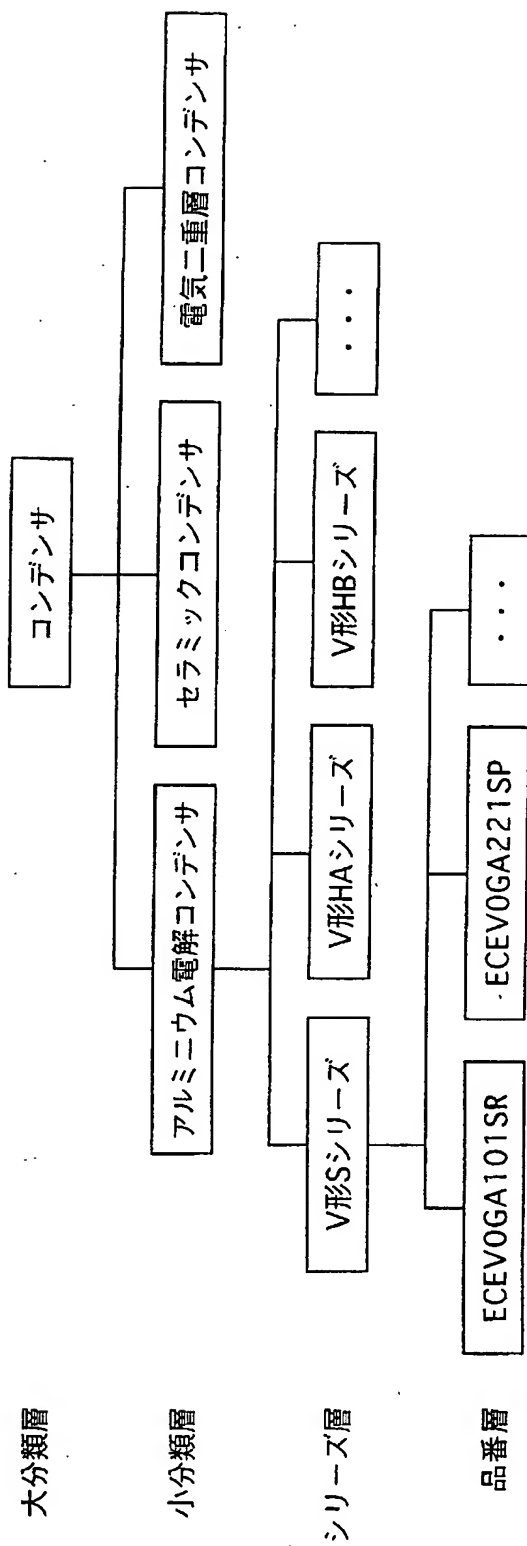 大分類層
コンデンサ
小分類層
アルミニウム電解コンデンサ
セラミックコンデンサ
電気二重層コンデンサ
シリーズ層
V形Sシリーズ
V形HAシリーズ
V形HBシリーズ
・・・
品番層
ECEV0GA101SR
ECEV0GA221SP
・・・